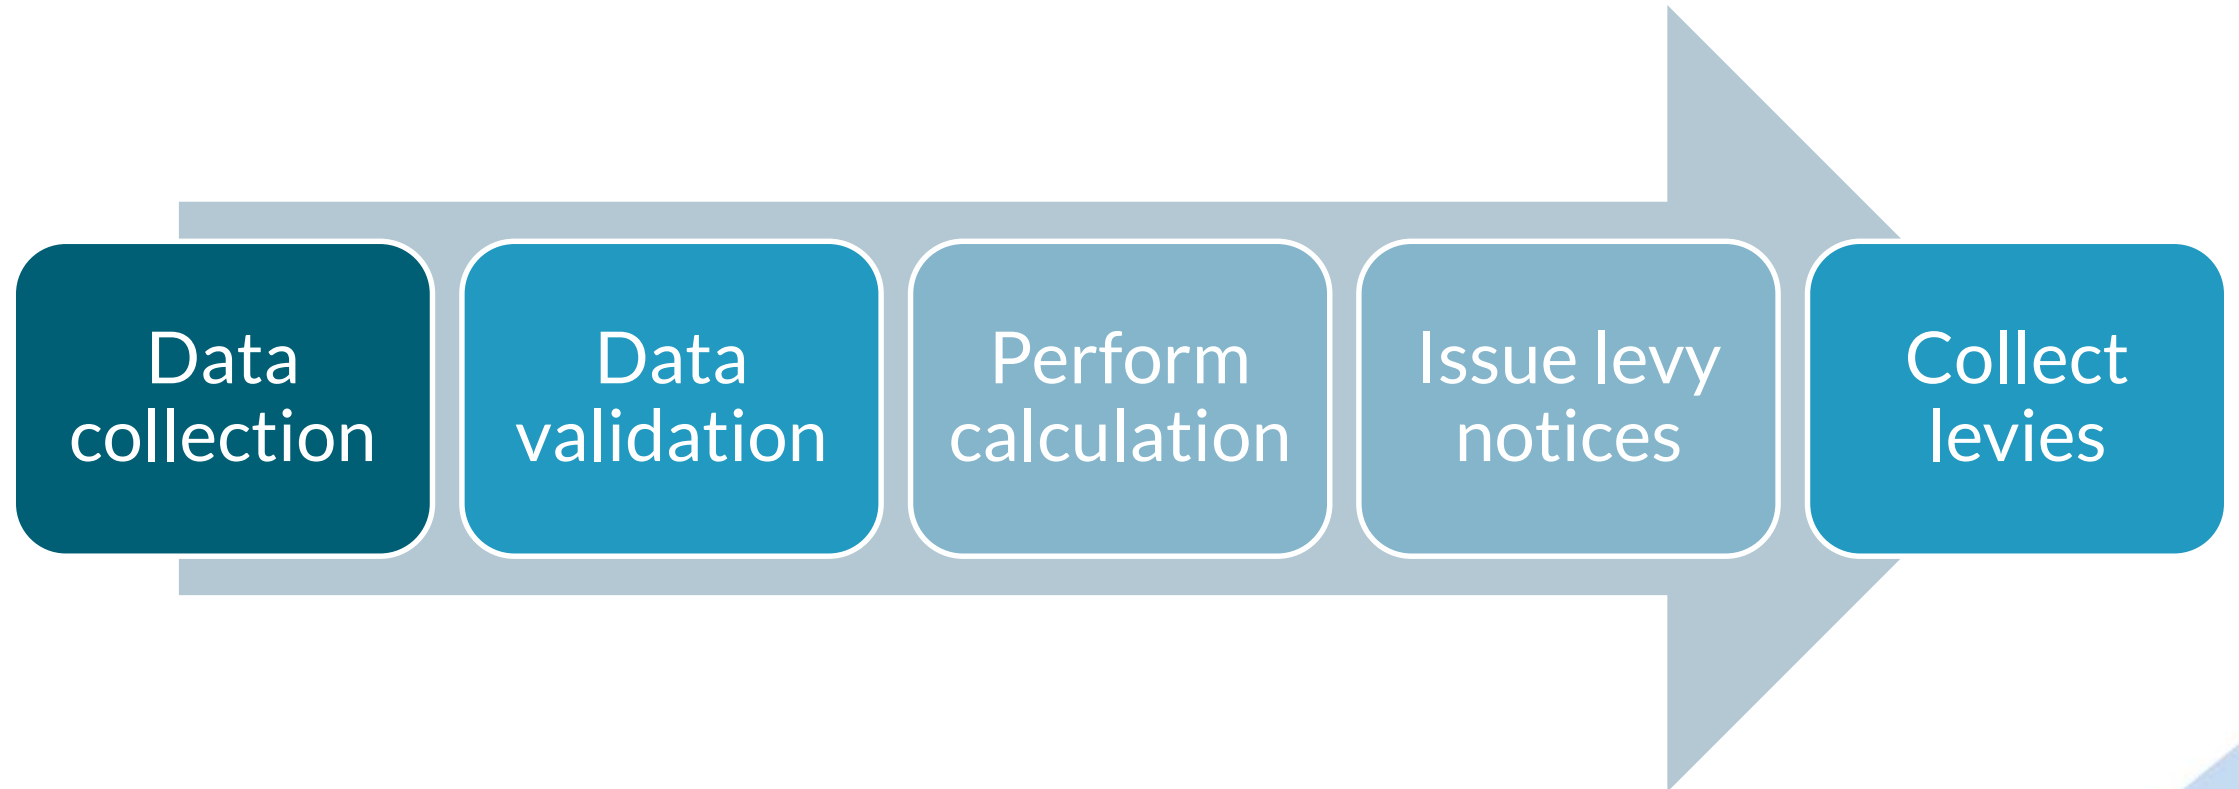 Data
collection
Data
validation
Perform
calculation
Issue levy
notices
Collect
levies